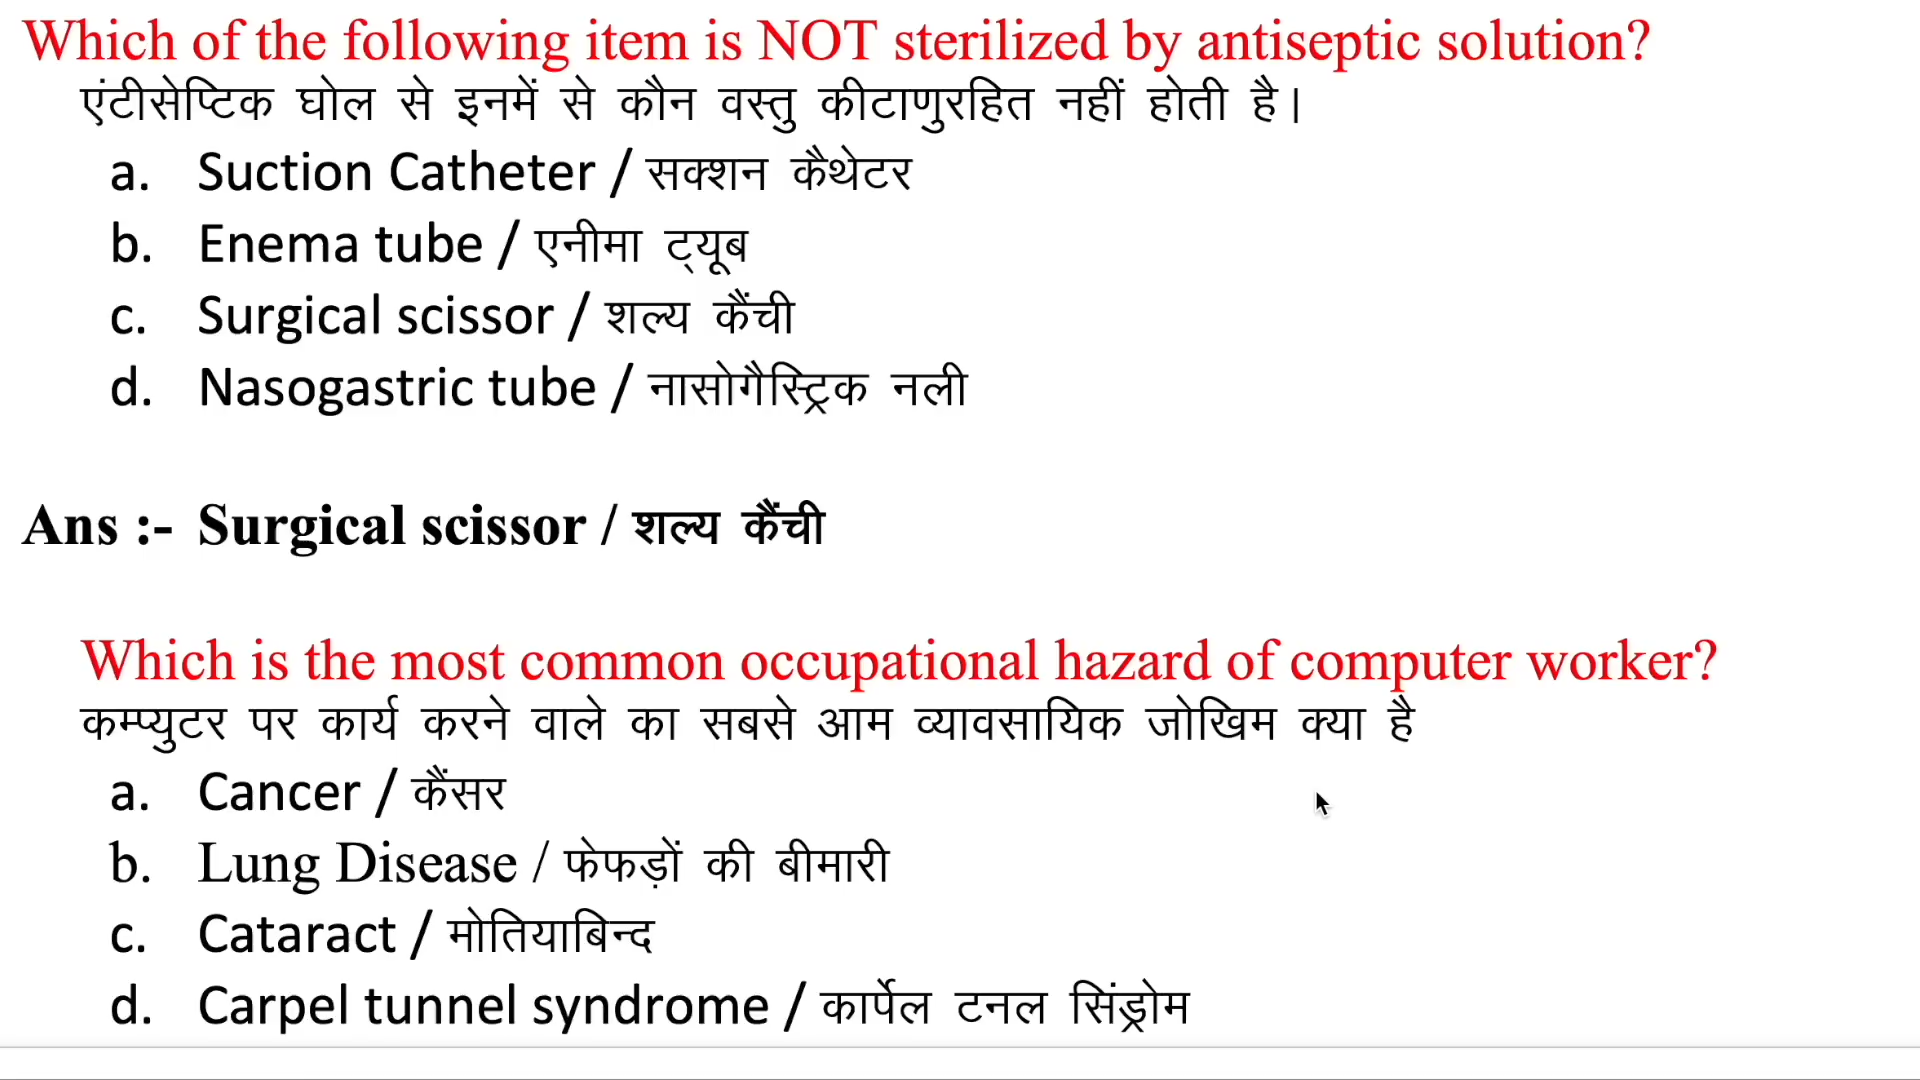 Which of the following item is NOT sterilized by antiseptic solution?
एंटीसेप्टिक घोल से इनमें से कौन वस्तु कीटाणुरहित नहीं होती है।
a. Suction Catheter / सक्शन कैथेटर
b. Enema tube / एनीमा ट्यूब
c. Surgical scissor / शल्य कैंची
d. Nasogastric tube / नासोगैस्ट्रिक नली
Ans :- Surgical scissor / शल्य कैंची
Which is the most common occupational hazard of computer worker?
कम्प्युटर पर कार्य करने वाले का सबसे आम व्यावसायिक जोखिम क्या है
a. Cancer / कैंसर
b. Lung Disease / फेफड़ों की बीमारी
c. Cataract / मोतियाबिन्द
d. Carpel tunnel syndrome / कार्पेल टनल सिंड्रोम